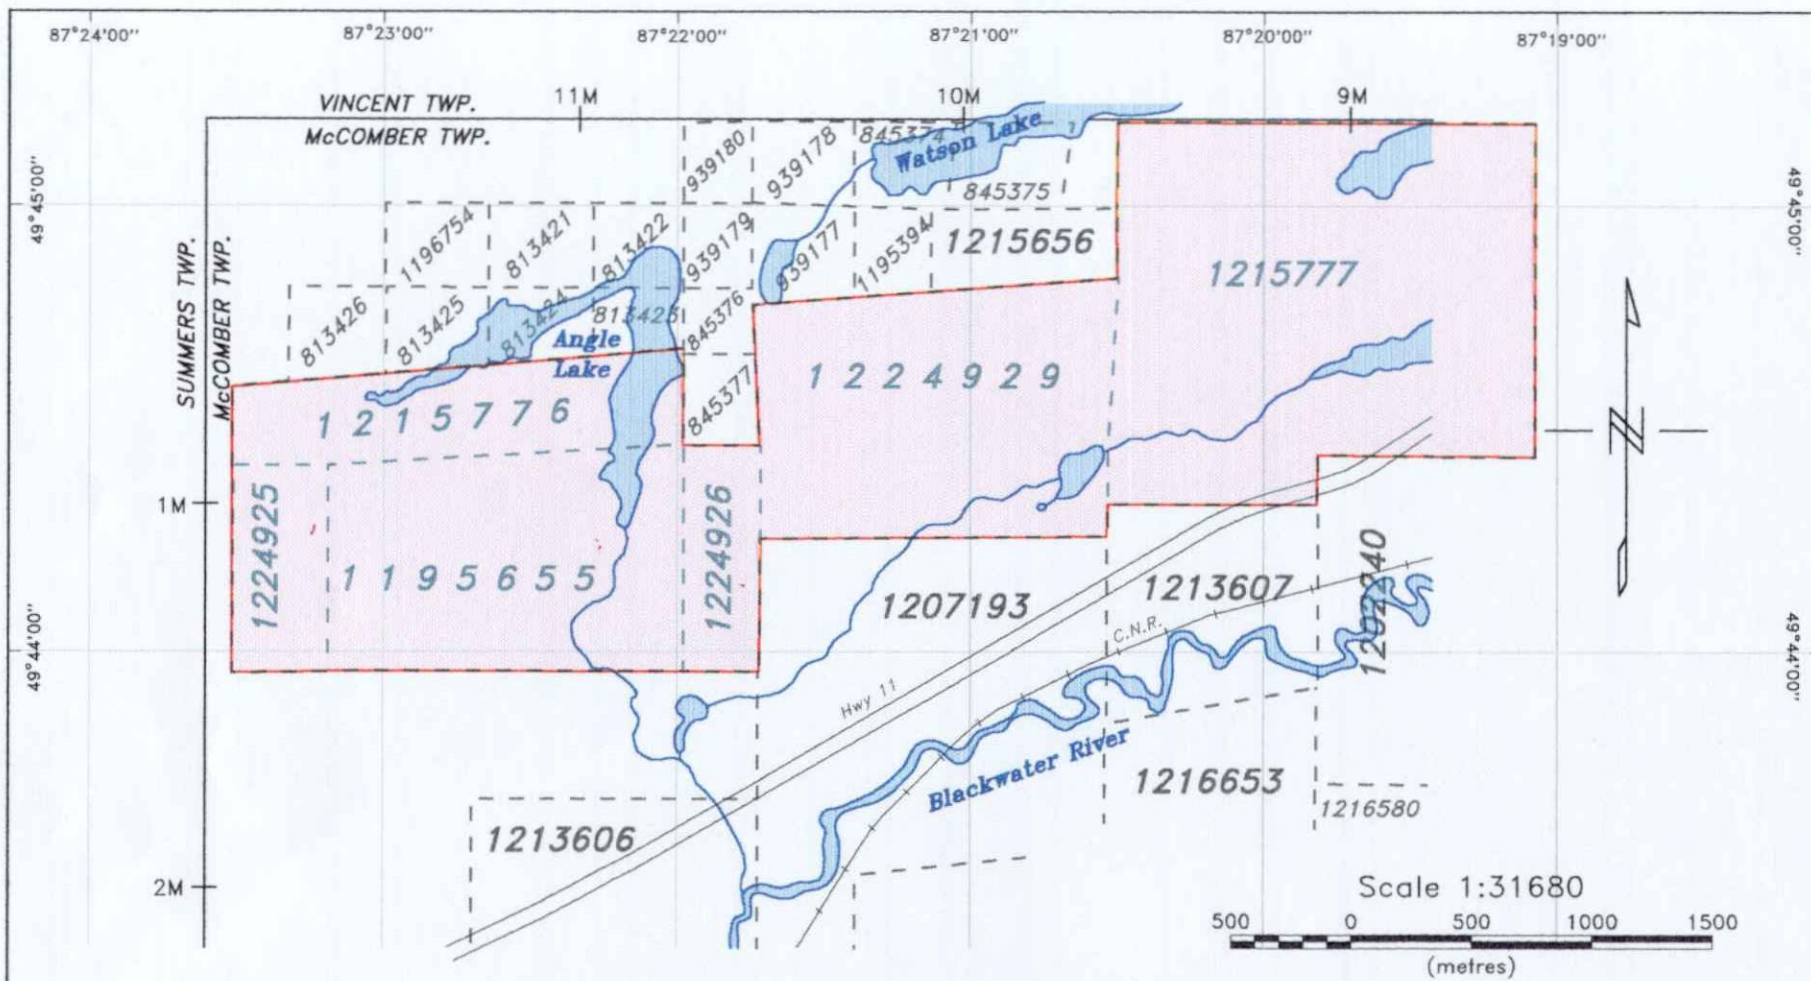 87°24'00"
87°23'00"
87°22'00"
87°21'00"
87°20'00"
87°19'00"
VINCENT TWP.
11M
10M
9M
McCOMBER TWP.
939180
939178
845374
Watson Lake
845375
49°45'00"
49°45'00"
SUMMERS TWP.
McCOMBER TWP.
1196754
813421
813422
939179
939177
1195394
1215656
1215777
813426
813425
813424
813423
845376
Angle
Lake
845377
1224929
1215776
1M
1224925
1195655
1224926
N
1207193
1213607
1202240
C.N.R.
49°44'00"
49°44'00"
Hwy 11
Blackwater River
1216653
1216580
1213606
2M
Scale 1:31680
500 0 500 1000 1500
(metres)